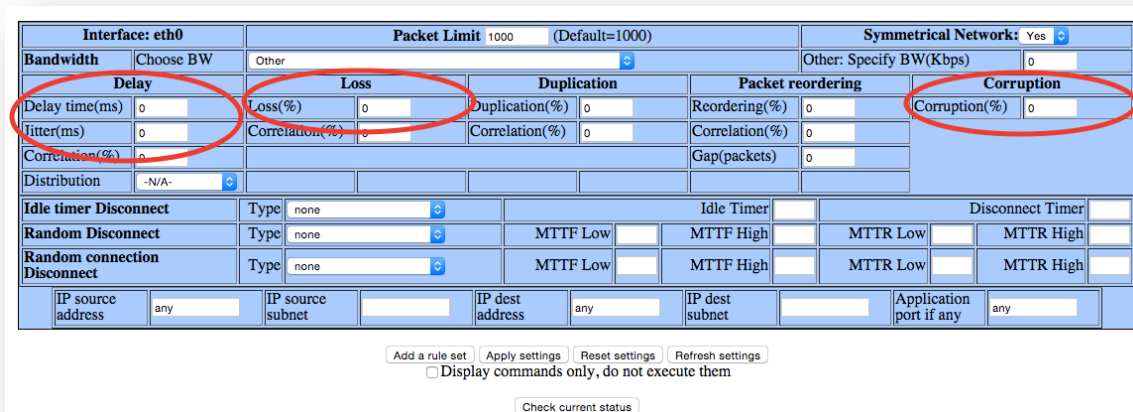 Interface: eth0 Packet Limit 1000 (Default=1000) Symmetrical Network: Yes
Bandwidth Choose BW Other Other: Specify BW(Kbps) 0
Delay Loss Duplication Packet reordering Corruption
Delay time(ms) 0 Loss(%) 0 Duplication(%) 0 Reordering(%) 0 Corruption(%) 0
Jitter(ms) 0 Correlation(%) 0 Correlation(%) 0 Correlation(%) 0
Correlation(%) 0 Gap(packets) 0
Distribution -N/A-
Idle timer Disconnect Type none Idle Timer Disconnect Timer
Random Disconnect Type none MTTF Low MTTF High MTTR Low MTTR High
Random connection
Disconnect Type none MTTF Low MTTF High MTTR Low MTTR High
IP source IP source IP dest IP dest Application
address any subnet address any subnet port if any any
Add a rule set Apply settings Reset settings Refresh settings
Display commands only, do not execute them
Check current status